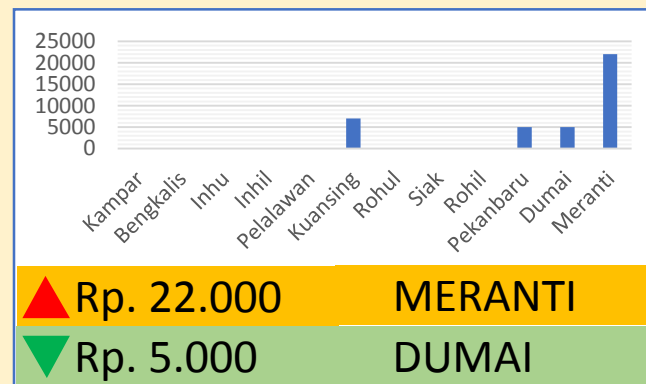 25000
20000
15000
10000
5000
0
Kampar
Bengkalis
Inhu
Inhil
Pelalawan
Kuansing
Rohul
Siak
Rohil
Pekanbaru
Dumai
Meranti
Rp. 22.000 MERANTI
Rp. 5.000 DUMAI